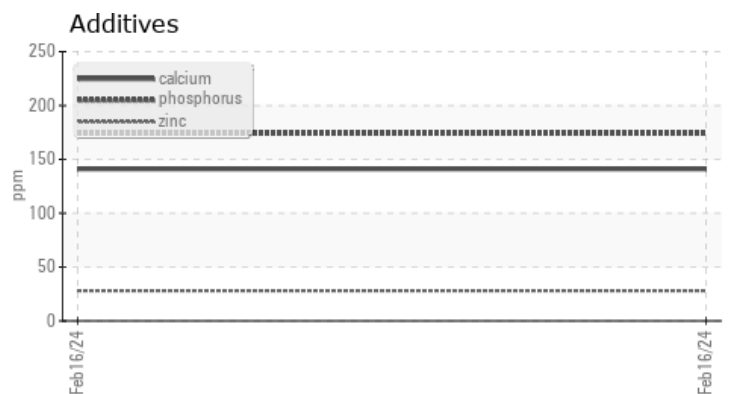 Additives
250
200
150
100
50
0
ppm
calcium
phosphorus
zinc
Feb16/24
Feb16/24